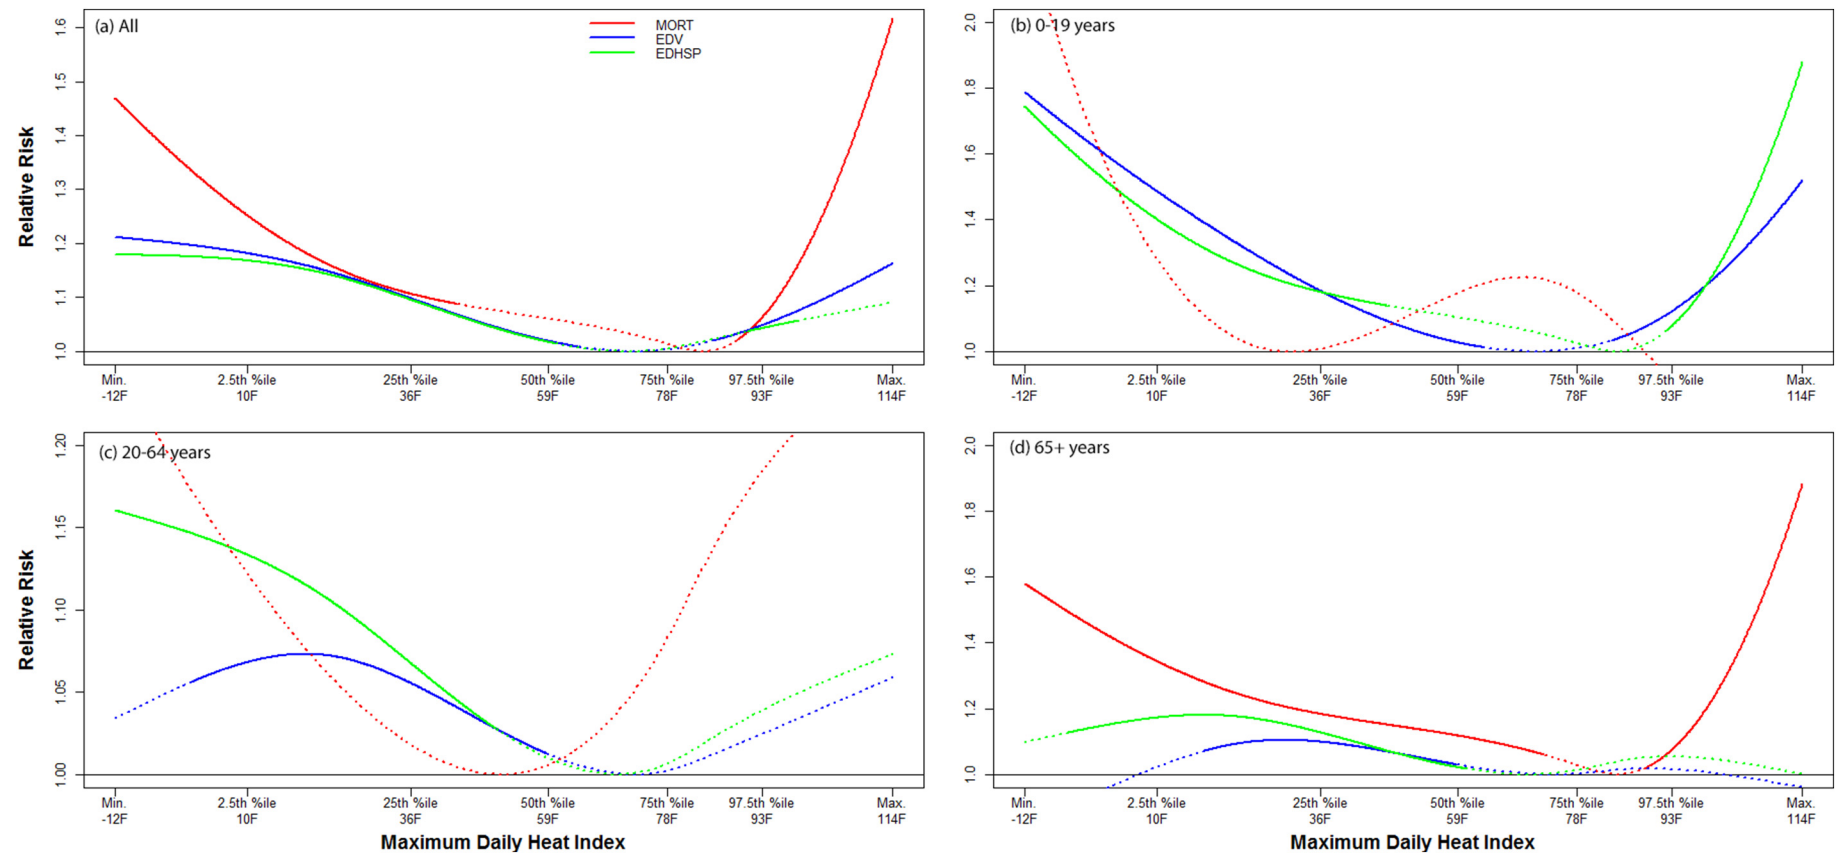 (a) All
MORT
EDV
EDHSP
Relative Risk
1.0 1.1 1.2 1.3 1.4 1.5 1.6
Min. 2.5th %ile 25th %ile 50th %ile 75th %ile 97.5th %ile Max.
-12F 10F 36F 59F 78F 93F 114F
(b) 0-19 years
1.0 1.2 1.4 1.6 1.8 2.0
Min. 2.5th %ile 25th %ile 50th %ile 75th %ile 97.5th %ile Max.
-12F 10F 36F 59F 78F 93F 114F
(c) 20-64 years
Relative Risk
1.00 1.05 1.10 1.15 1.20
Min. 2.5th %ile 25th %ile 50th %ile 75th %ile 97.5th %ile Max.
-12F 10F 36F 59F 78F 93F 114F
Maximum Daily Heat Index
(d) 65+ years
1.0 1.2 1.4 1.6 1.8 2.0
Min. 2.5th %ile 25th %ile 50th %ile 75th %ile 97.5th %ile Max.
-12F 10F 36F 59F 78F 93F 114F
Maximum Daily Heat Index